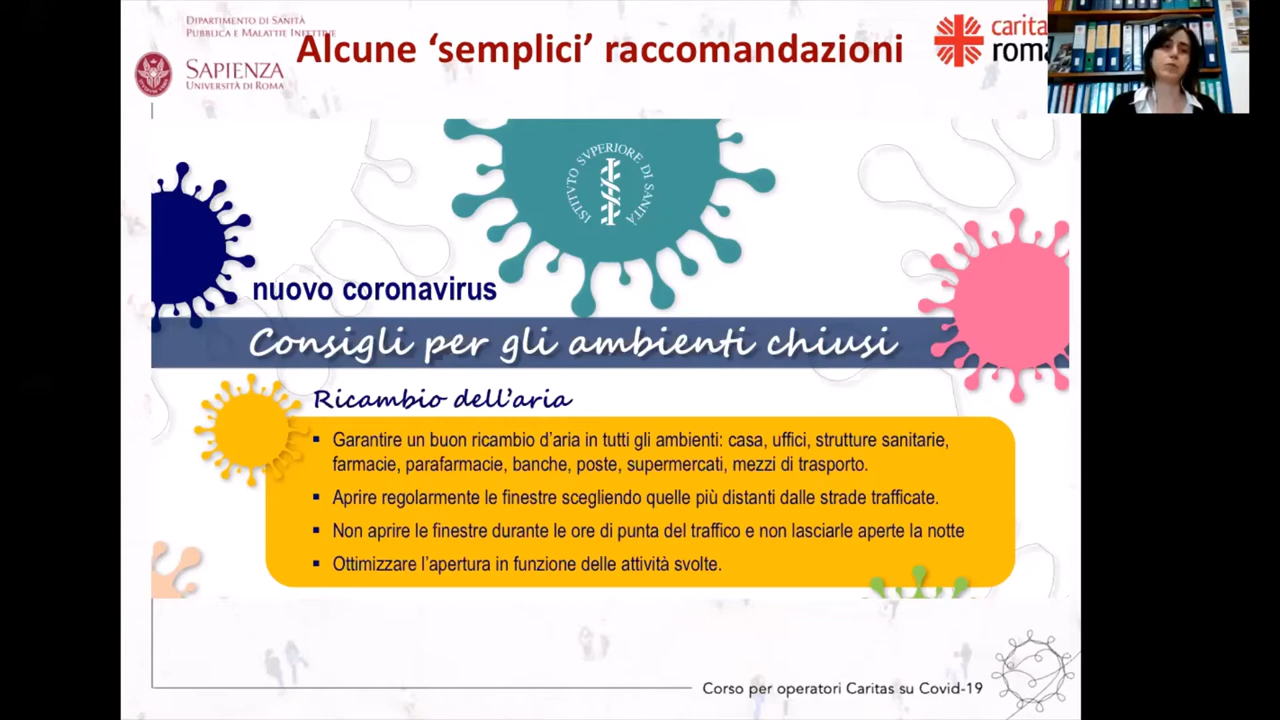 DIPARTIMENTO DI SANITÀ
PUBBLICA E MALATTIE INFETTIVE
SAPIENZA
UNIVERSITÀ DI ROMA
Alcune ‘semplici’ raccomandazioni
carita
roma
ISTITVTO SVPERIORE DI SANITÀ
nuovo coronavirus
Consigli per gli ambienti chiusi
Ricambio dell’aria
▪ Garantire un buon ricambio d’aria in tutti gli ambienti: casa, uffici, strutture sanitarie,
farmacie, parafarmacie, banche, poste, supermercati, mezzi di trasporto.
▪ Aprire regolarmente le finestre scegliendo quelle più distanti dalle strade trafficate.
▪ Non aprire le finestre durante le ore di punta del traffico e non lasciarle aperte la notte
▪ Ottimizzare l’apertura in funzione delle attività svolte.
Corso per operatori Caritas su Covid-19